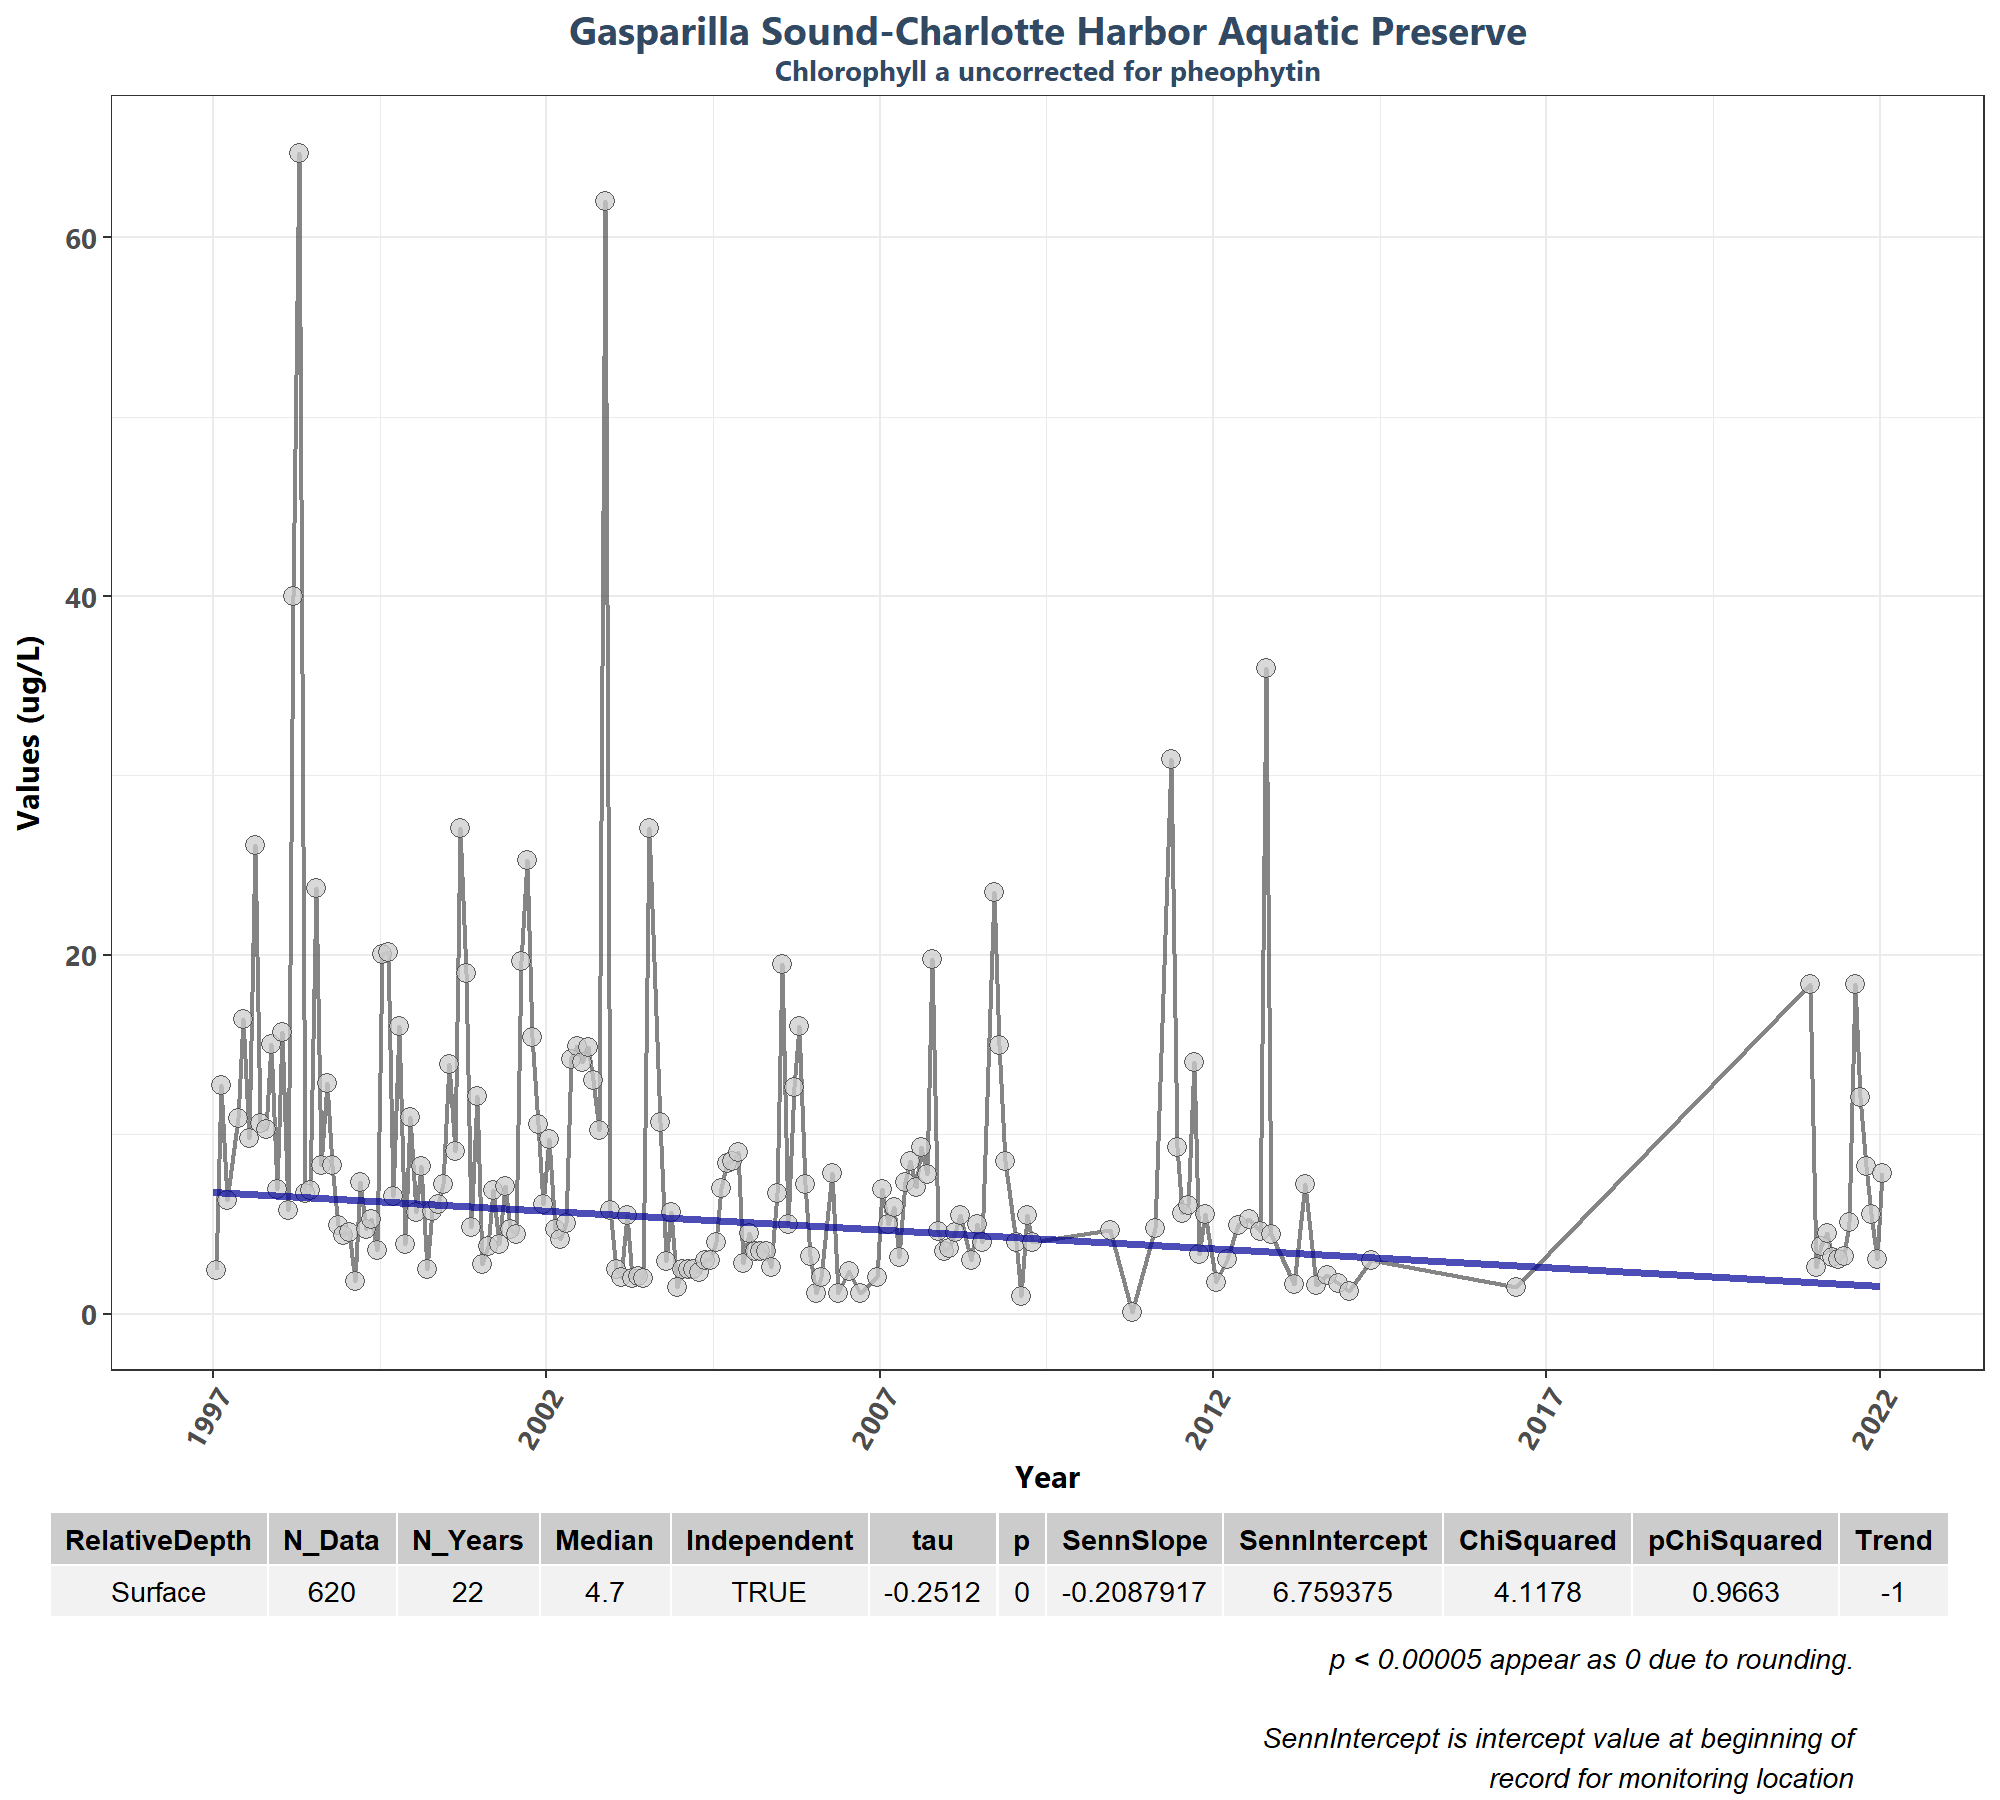 Gasparilla Sound-Charlotte Harbor Aquatic Preserve
Chlorophyll a uncorrected for pheophytin
Values (ug/L)
60
40
20
0
1997 2002 2007 2012 2017 2022
Year
RelativeDepth N_Data N_Years Median Independent tau p SennSlope SennIntercept ChiSquared pChiSquared Trend
Surface 620 22 4.7 TRUE -0.2512 0 -0.2087917 6.759375 4.1178 0.9663 -1
p < 0.00005 appear as 0 due to rounding.
SennIntercept is intercept value at beginning of
record for monitoring location